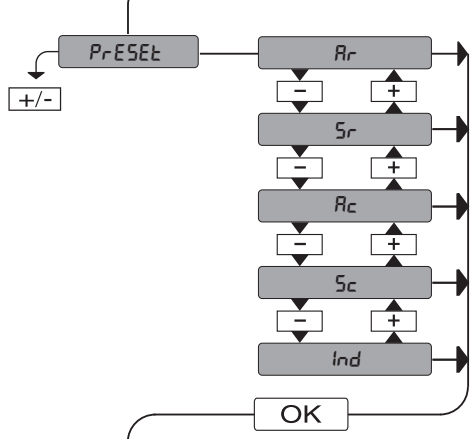 PrESEt
Ar
+/-
- +
Sr
- +
Ac
- +
Sc
- +
Ind
OK